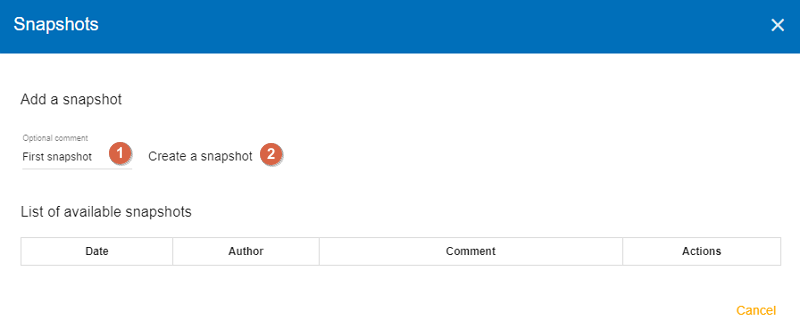 Snapshots
Add a snapshot
Optional comment
First snapshot 1 Create a snapshot 2
List of available snapshots
Date Author Comment Actions
Cancel